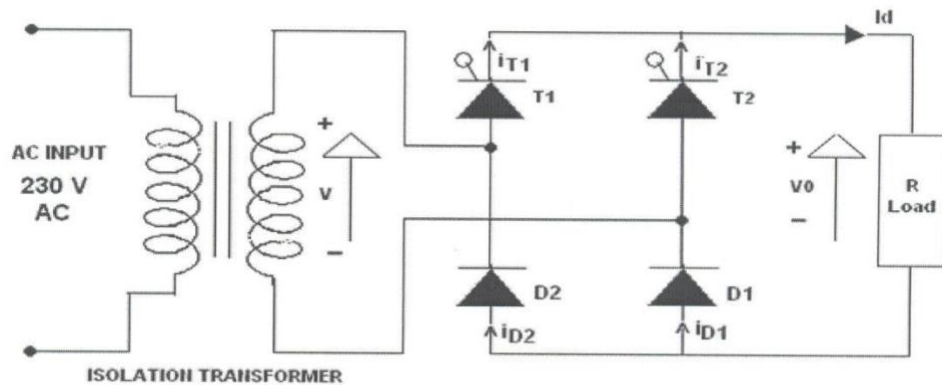 Id
iT1
iT2
T1
T2
+
+
AC INPUT
230 V
AC
V
V0
R
Load
-
-
D2
D1
iD2
iD1
ISOLATION TRANSFORMER